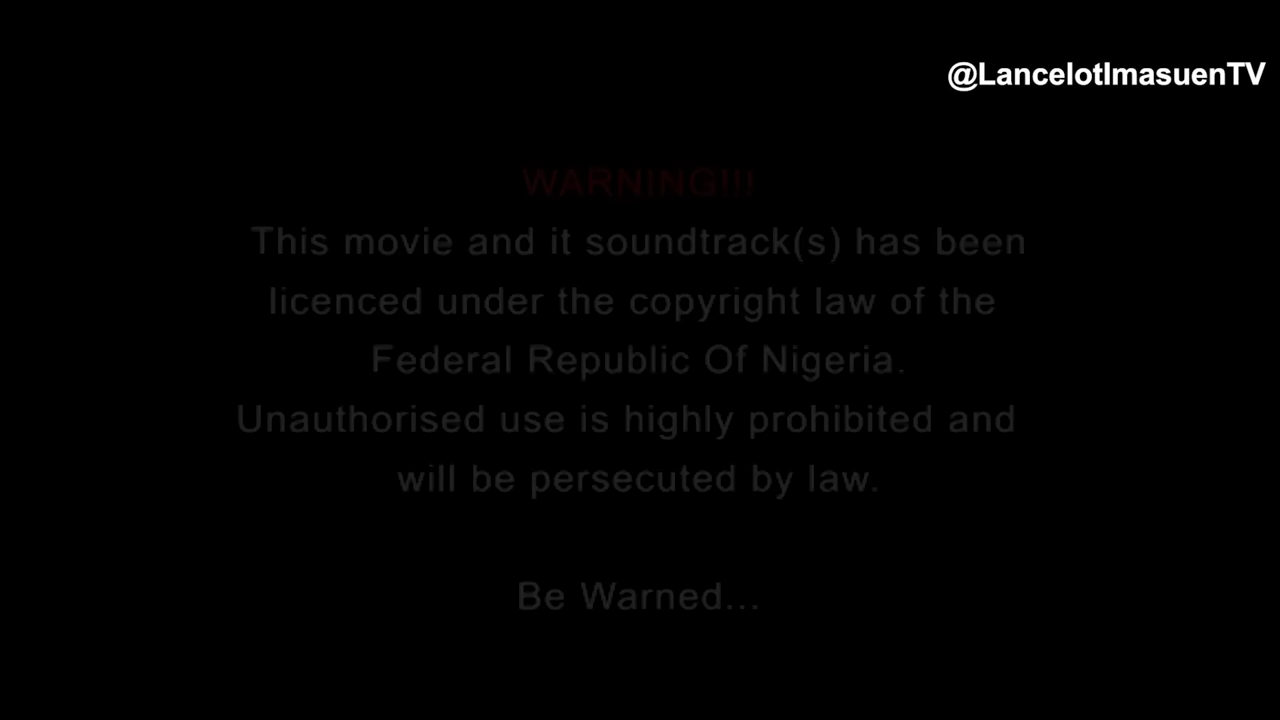 @LancelotImasuenTV
WARNING!!!
This movie and it soundtrack(s) has been
licenced under the copyright law of the
Federal Republic Of Nigeria.
Unauthorised use is highly prohibited and
will be persecuted by law.
Be Warned...